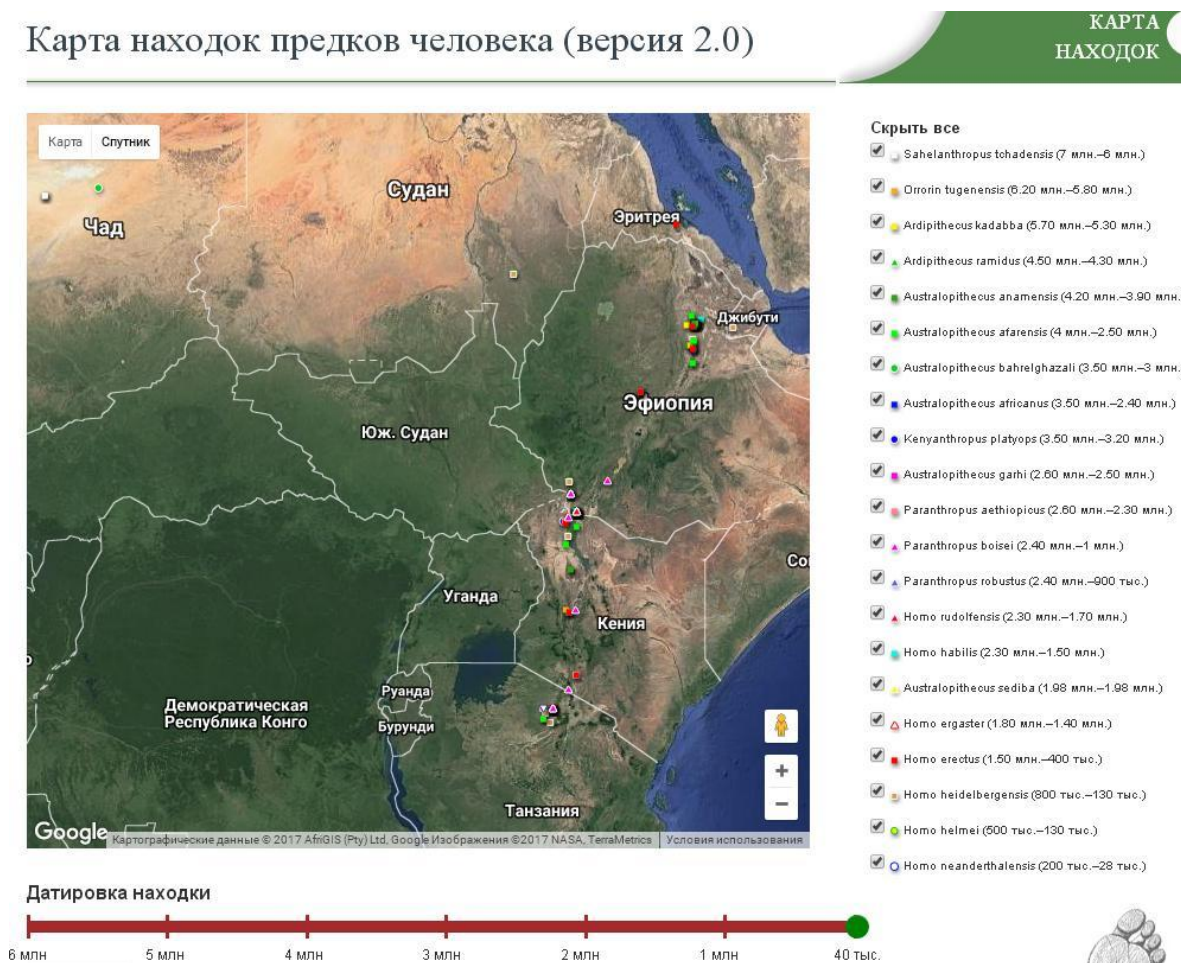 Карта находок предков человека (версия 2.0)
КАРТА
НАХОДОК
Карта
Спутник
Судан
Чад
Эритрея
Джибути
Эфиопия
Юж. Судан
Уганда
Кения
Руанда
Бурунди
Демократическая
Республика Конго
Танзания
Google
Картографические данные © 2017 AfriGIS (Pty) Ltd, Google Изображения ©2017 NASA, TerraMetrics
Условия использования
Скрыть все
Sahelanthropus tchadensis (7 млн.–6 млн.)
Orrorin tugenensis (6.20 млн.–5.80 млн.)
Ardipithecus kadabba (5.70 млн.–5.30 млн.)
Ardipithecus ramidus (4.50 млн.–4.30 млн.)
Australopithecus anamensis (4.20 млн.–3.90 млн.
Australopithecus afarensis (4 млн.–2.50 млн.)
Australopithecus bahrelghazali (3.50 млн.–3 млн.
Australopithecus africanus (3.50 млн.–2.40 млн.)
Kenyanthropus platyops (3.50 млн.–3.20 млн.)
Australopithecus garhi (2.60 млн.–2.50 млн.)
Paranthropus aethiopicus (2.60 млн.–2.30 млн.)
Paranthropus boisei (2.40 млн.–1 млн.)
Paranthropus robustus (2.40 млн.–900 тыс.)
Homo rudolfensis (2.30 млн.–1.70 млн.)
Homo habilis (2.30 млн.–1.50 млн.)
Australopithecus sediba (1.98 млн.–1.98 млн.)
Homo ergaster (1.80 млн.–1.40 млн.)
Homo erectus (1.50 млн.–400 тыс.)
Homo heidelbergensis (800 тыс.–130 тыс.)
Homo helmei (500 тыс.–130 тыс.)
Homo neanderthalensis (200 тыс.–28 тыс.)
Датировка находки
6 млн
5 млн
4 млн
3 млн
2 млн
1 млн
40 тыс.